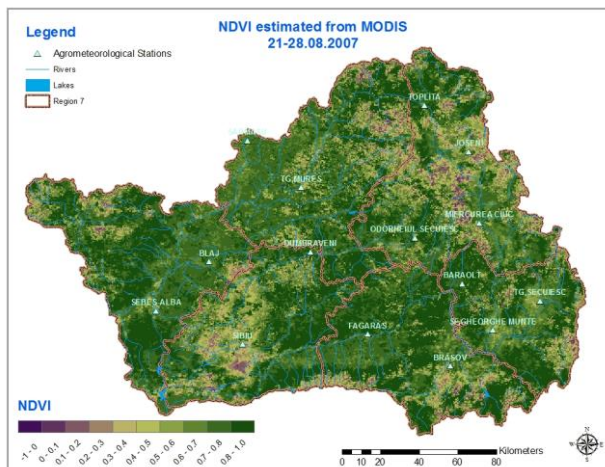 Legend
Agrometeorological Stations
Rivers
Lakes
Region 7
NDVI estimated from MODIS
21-28.08.2007
TOPLITA
JOSENI
TG.MURES
MIERCUREA CIUC
ODORHEIUL SECUIESC
DUMBRAVENI
BLAJ
BARAOLT
TG.SECUIESC
SEBES ALBA
SF.GHEORGHE MUNTE
FAGARAS
SIBIU
BRASOV
NDVI
-1 - 0
0 - 0.1
0.1 - 0.2
0.2 - 0.3
0.3 - 0.4
0.4 - 0.5
0.5 - 0.6
0.6 - 0.7
0.7 - 0.8
0.8 - 1.0
Kilometers
0 10 20 40 60 80
N
E
S